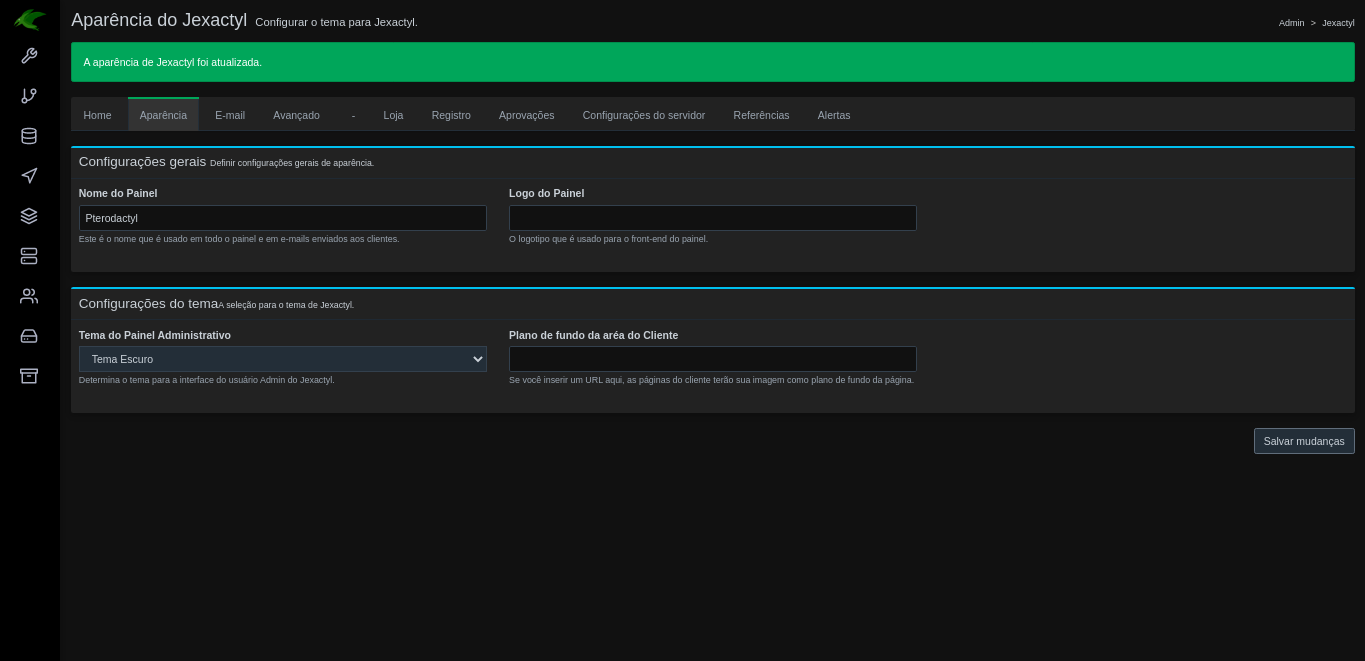 Aparência do Jexactyl Configurar o tema para Jexactyl.
Admin > Jexactyl
A aparência de Jexactyl foi atualizada.
Home Aparência E-mail Avançado - Loja Registro Aprovações Configurações do servidor Referências Alertas
Configurações gerais Definir configurações gerais de aparência.
Nome do Painel
Pterodactyl
Este é o nome que é usado em todo o painel e em e-mails enviados aos clientes.
Logo do Painel
O logotipo que é usado para o front-end do painel.
Configurações do temaA seleção para o tema de Jexactyl.
Tema do Painel Administrativo
Tema Escuro
Determina o tema para a interface do usuário Admin do Jexactyl.
Plano de fundo da aréa do Cliente
Se você inserir um URL aqui, as páginas do cliente terão sua imagem como plano de fundo da página.
Salvar mudanças